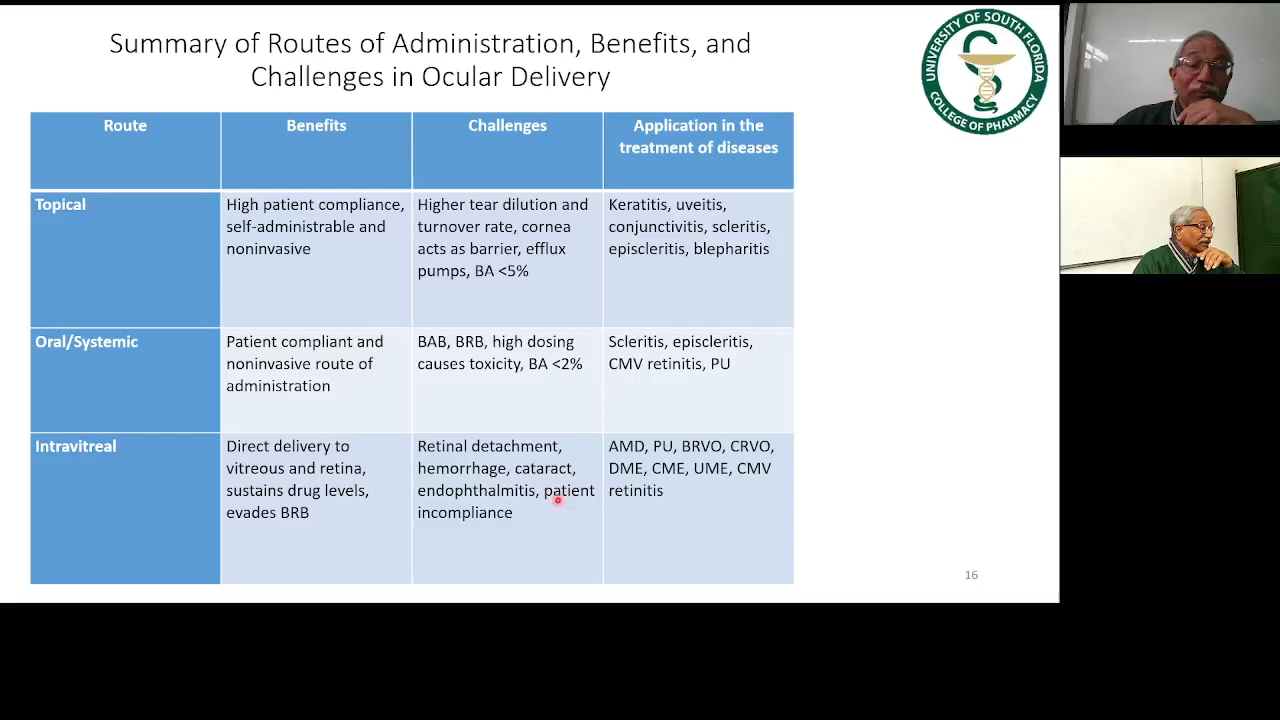 Summary of Routes of Administration, Benefits, and
Challenges in Ocular Delivery
UNIVERSITY OF SOUTH FLORIDA
COLLEGE OF PHARMACY
Route
Benefits
Challenges
Application in the
treatment of diseases
Topical
High patient compliance,
self-administrable and
noninvasive
Higher tear dilution and
turnover rate, cornea
acts as barrier, efflux
pumps, BA <5%
Keratitis, uveitis,
conjunctivitis, scleritis,
episcleritis, blepharitis
Oral/Systemic
Patient compliant and
noninvasive route of
administration
BAB, BRB, high dosing
causes toxicity, BA <2%
Scleritis, episcleritis,
CMV retinitis, PU
Intravitreal
Direct delivery to
vitreous and retina,
sustains drug levels,
evades BRB
Retinal detachment,
hemorrhage, cataract,
endophthalmitis, patient
incompliance
AMD, PU, BRVO, CRVO,
DME, CME, UME, CMV
retinitis
16